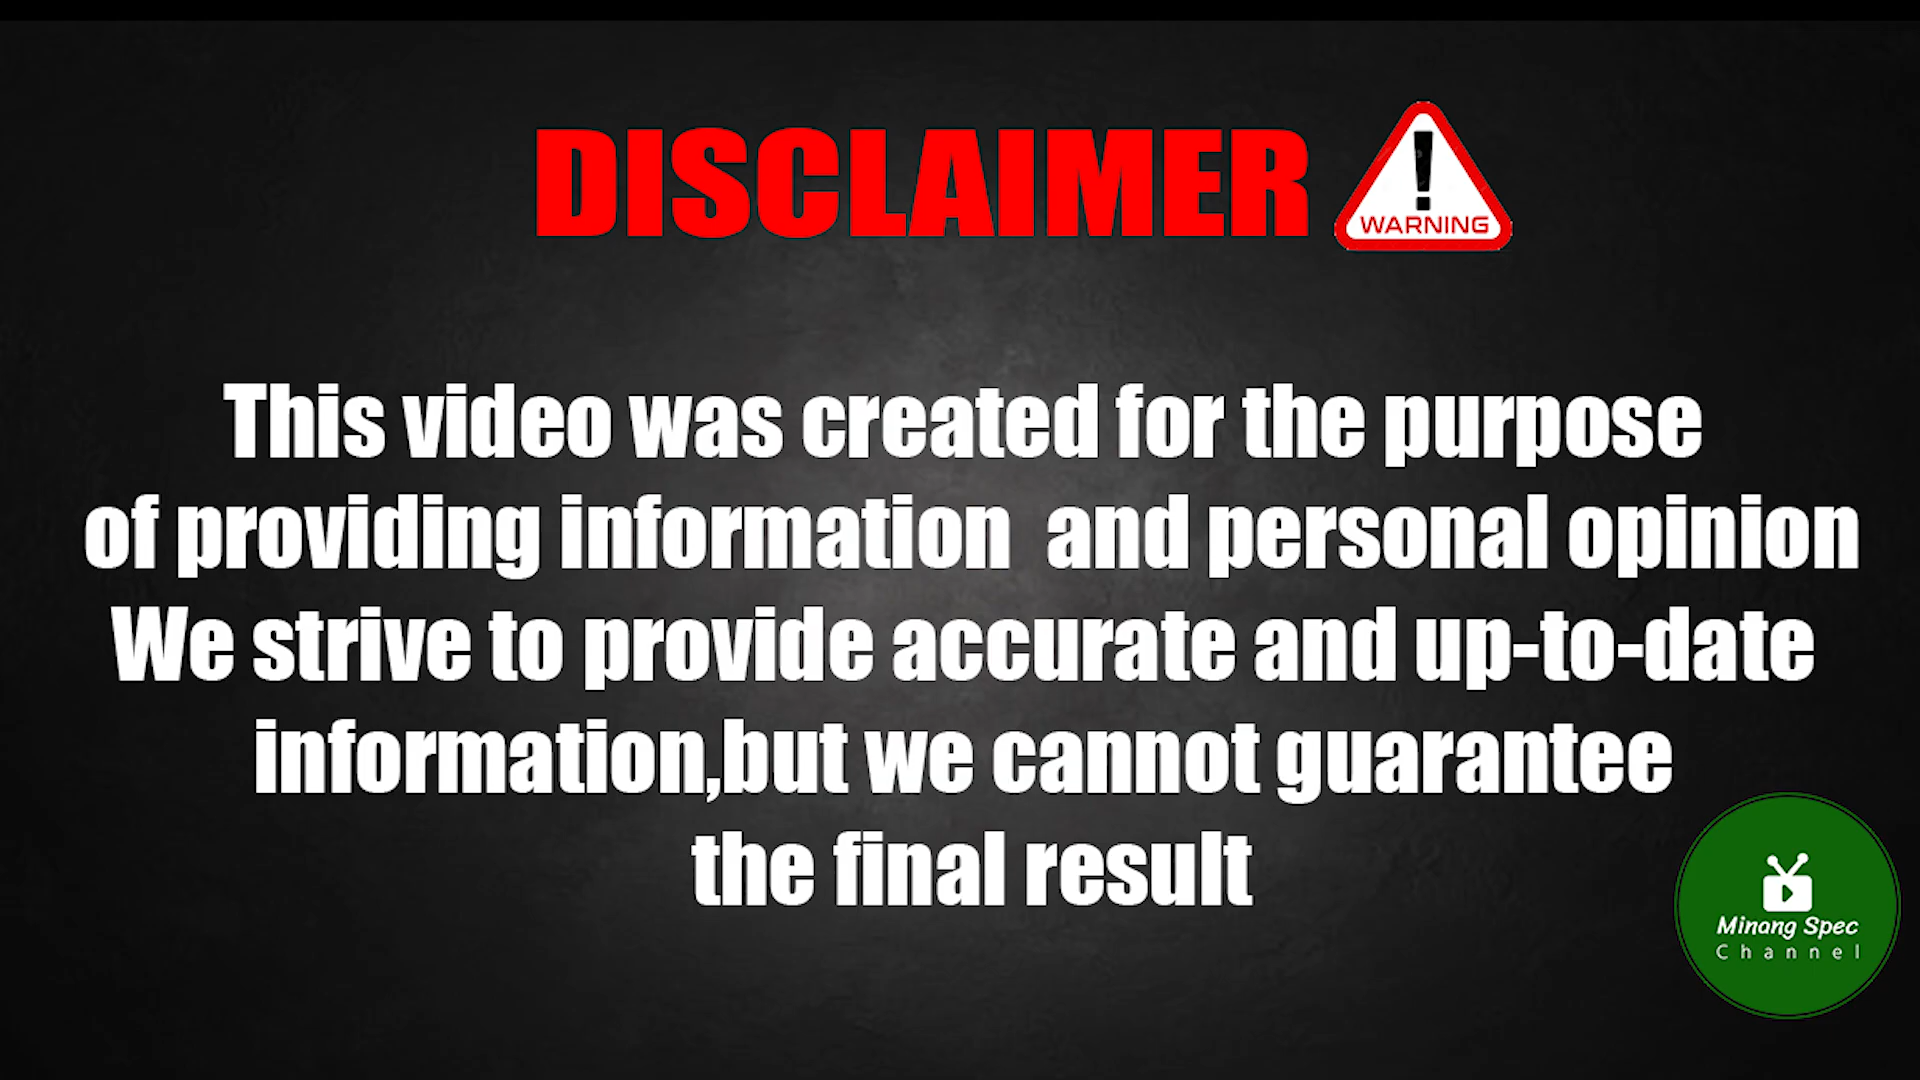 DISCLAIMER
WARNING
This video was created for the purpose
of providing information  and personal opinion
We strive to provide accurate and up-to-date
information,but we cannot guarantee
the final result
Minang Spec
Channel